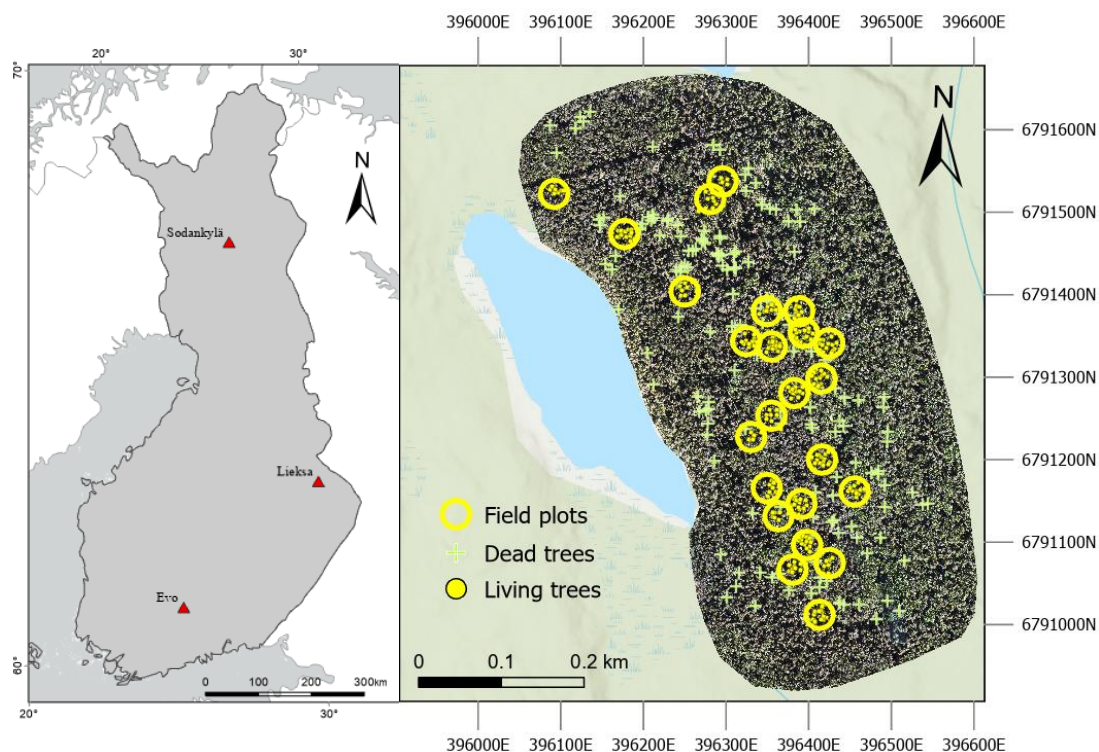 20° 30°
70°
N
Sodankylä
Lieksa
Evo
60°
0 100 200 300km
20° 30°
396000E 396100E 396200E 396300E 396400E 396500E 396600E
N
6791600N
6791500N
6791400N
6791300N
6791200N
6791100N
6791000N
Field plots
Dead trees
Living trees
0 0.1 0.2 km
396000E 396100E 396200E 396300E 396400E 396500E 396600E